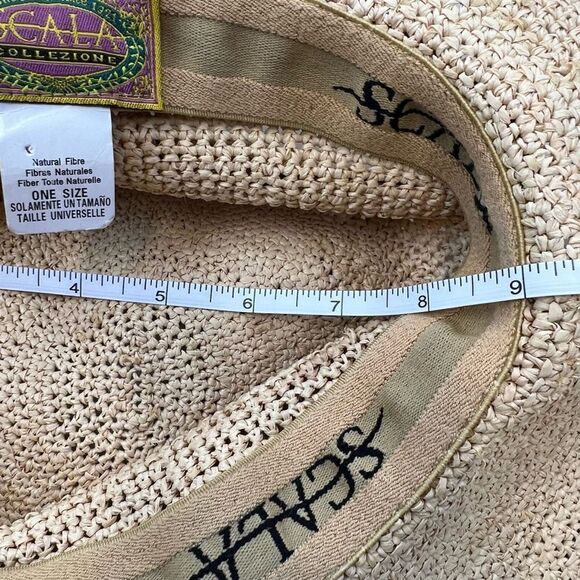 SCALA
COLLEZIONE
Natural Fibre
Fibras Naturales
Fiber Toute Naturelle
ONE SIZE
SOLAMENTE UN TAMAÑO
TAILLE UNIVERSELLE
SCALA
4 5 6 7 8 9
SCALA